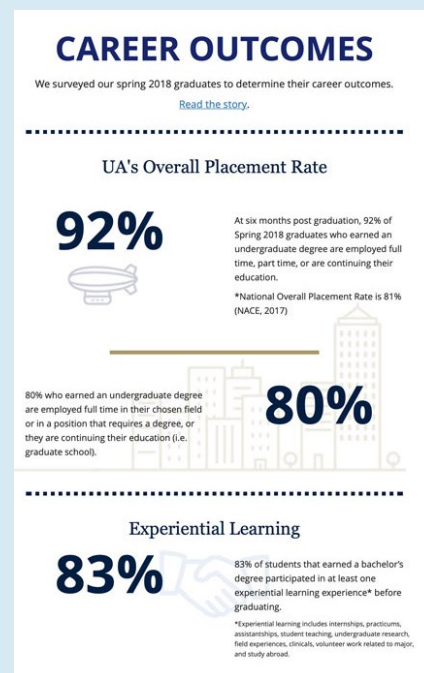 CAREER OUTCOMES
We surveyed our spring 2018 graduates to determine their career outcomes.
Read the story.
UA's Overall Placement Rate
92%
At six months post graduation, 92% of
Spring 2018 graduates who earned an
undergraduate degree are employed full
time, part time, or are continuing their
education.
*National Overall Placement Rate is 81%
(NACE, 2017)
80% who earned an undergraduate degree
are employed full time in their chosen field
or in a position that requires a degree, or
they are continuing their education (i.e.
graduate school).
80%
Experiential Learning
83%
83% of students that earned a bachelor's
degree participated in at least one
experiential learning experience* before
graduating.
*Experiential learning includes internships, practicums,
assistantships, student teaching, undergraduate research,
field experiences, clinicals, volunteer work related to major,
and study abroad.